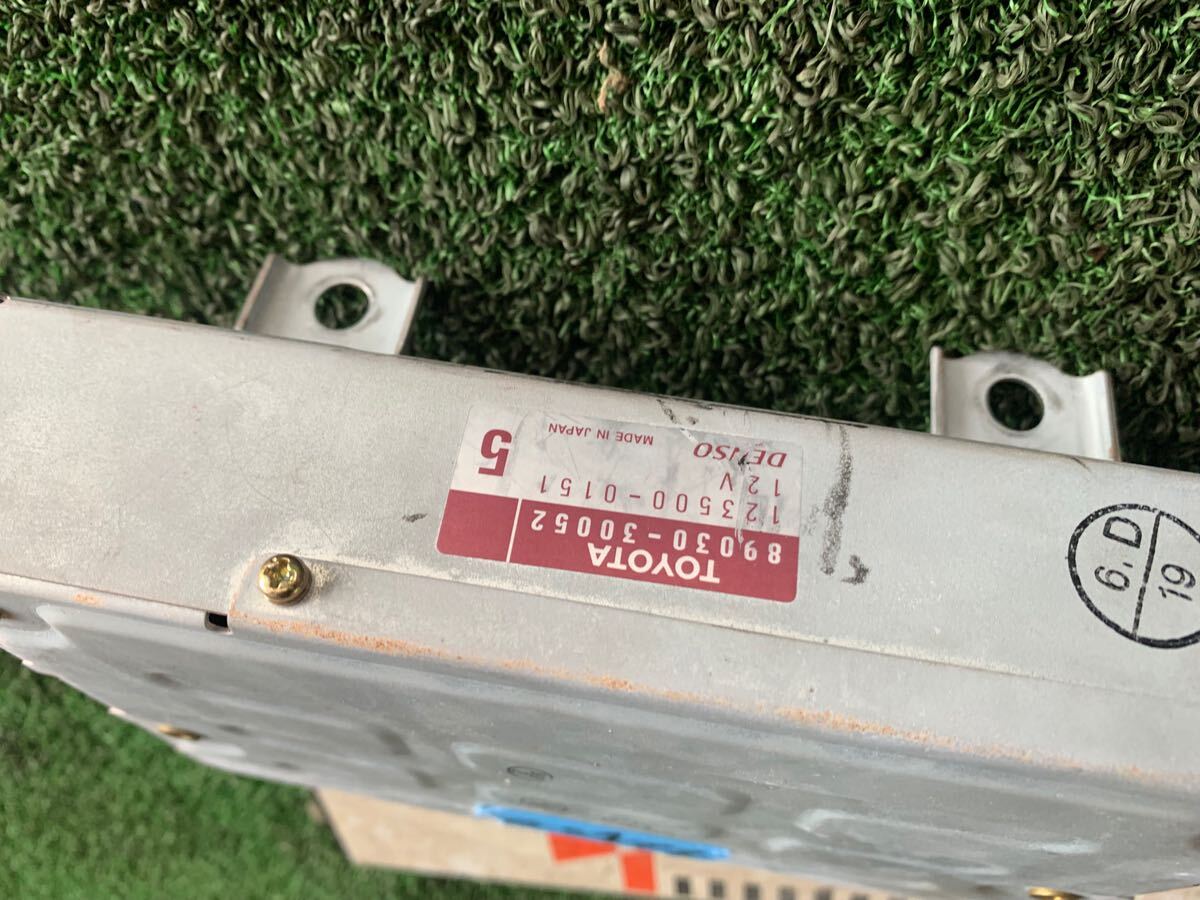 TOYOTA
89030-30052
123500-0151
12V
DENSO
MADE IN JAPAN
5
6.D
19